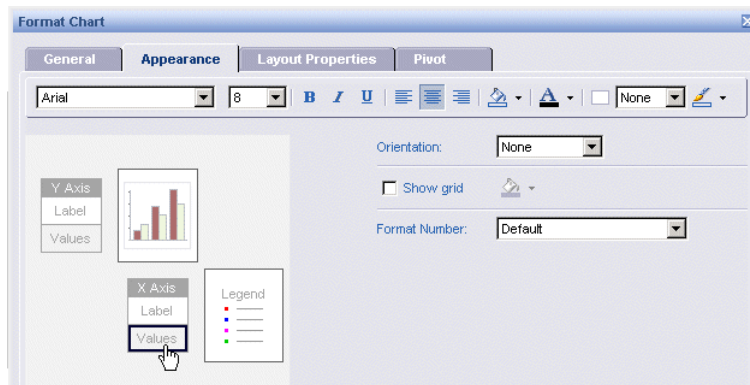 Format Chart
General Appearance Layout Properties Pivot
Arial 8 B I U A None
Orientation: None
Show grid
Format Number: Default
Y Axis
Label
Values
X Axis
Label
Values
Legend